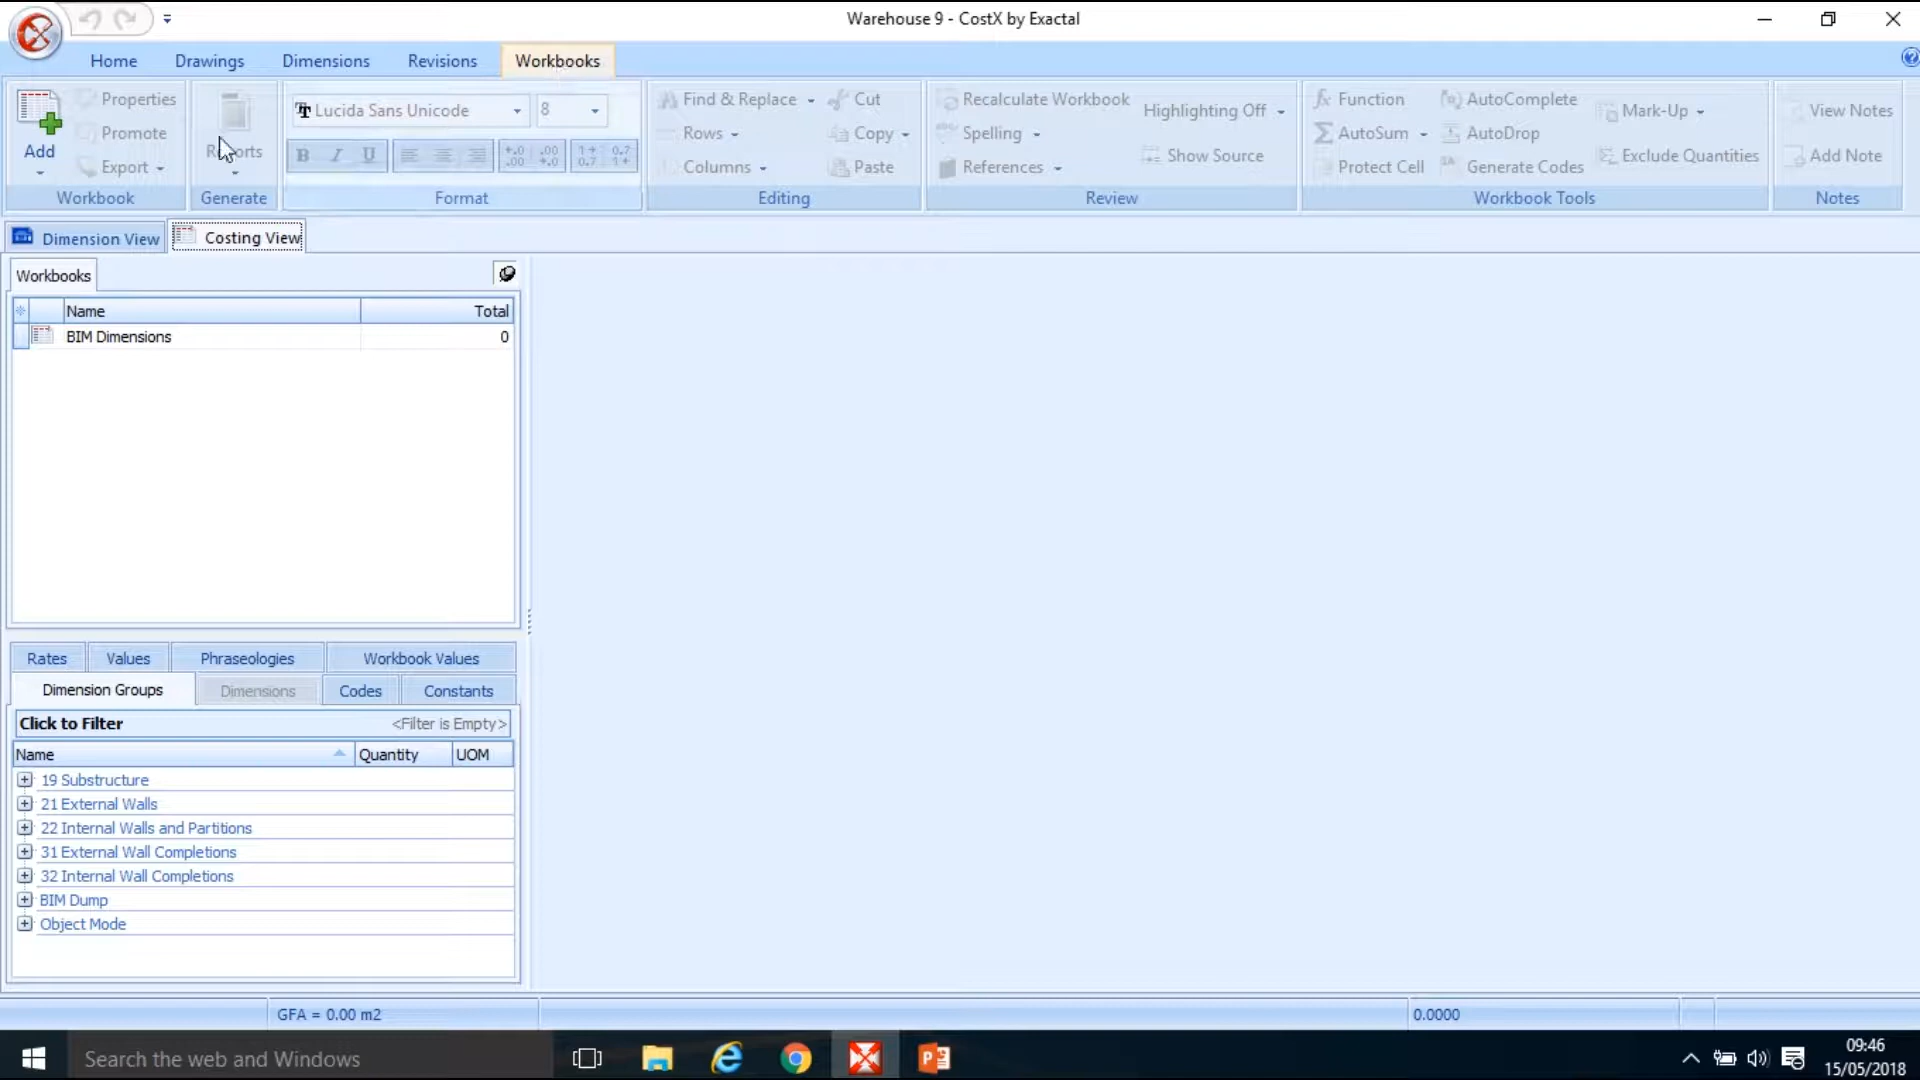 Warehouse 9 - CostX by Exactal
Home Drawings Dimensions Revisions Workbooks
Add
Properties
Promote
Export
Workbook
Generate
Lucida Sans Unicode 8
B I U
Format
Find & Replace
Rows
Columns
Cut
Copy
Paste
Editing
Recalculate Workbook
Spelling
References
Highlighting Off
Show Source
Review
Function
AutoSum
Protect Cell
AutoComplete
AutoDrop
Generate Codes
Mark-Up
Exclude Quantities
Workbook Tools
View Notes
Add Note
Notes
Dimension View Costing View
Workbooks
Name Total
BIM Dimensions 0
Rates Values Phraseologies Workbook Values
Dimension Groups Dimensions Codes Constants
Click to Filter <Filter is Empty>
Name Quantity UOM
19 Substructure
21 External Walls
22 Internal Walls and Partitions
31 External Wall Completions
32 Internal Wall Completions
BIM Dump
Object Mode
GFA = 0.00 m2 0.0000
Search the web and Windows
09:46
15/05/2018